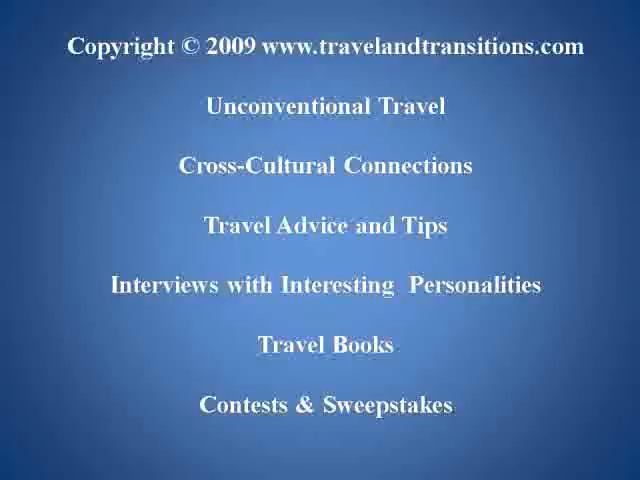 Copyright © 2009 www.travelandtransitions.com
Unconventional Travel
Cross-Cultural Connections
Travel Advice and Tips
Interviews with Interesting  Personalities
Travel Books
Contests & Sweepstakes